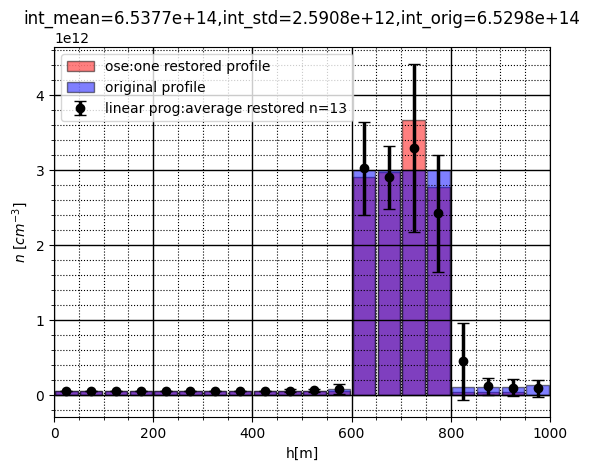 int_mean=6.5377e+14,int_std=2.5908e+12,int_orig=6.5298e+14
1e12
ose:one restored profile
original profile
linear prog:average restored n=13
4
3
2
1
0
n [cm⁻³]
0 200 400 600 800 1000
h[m]